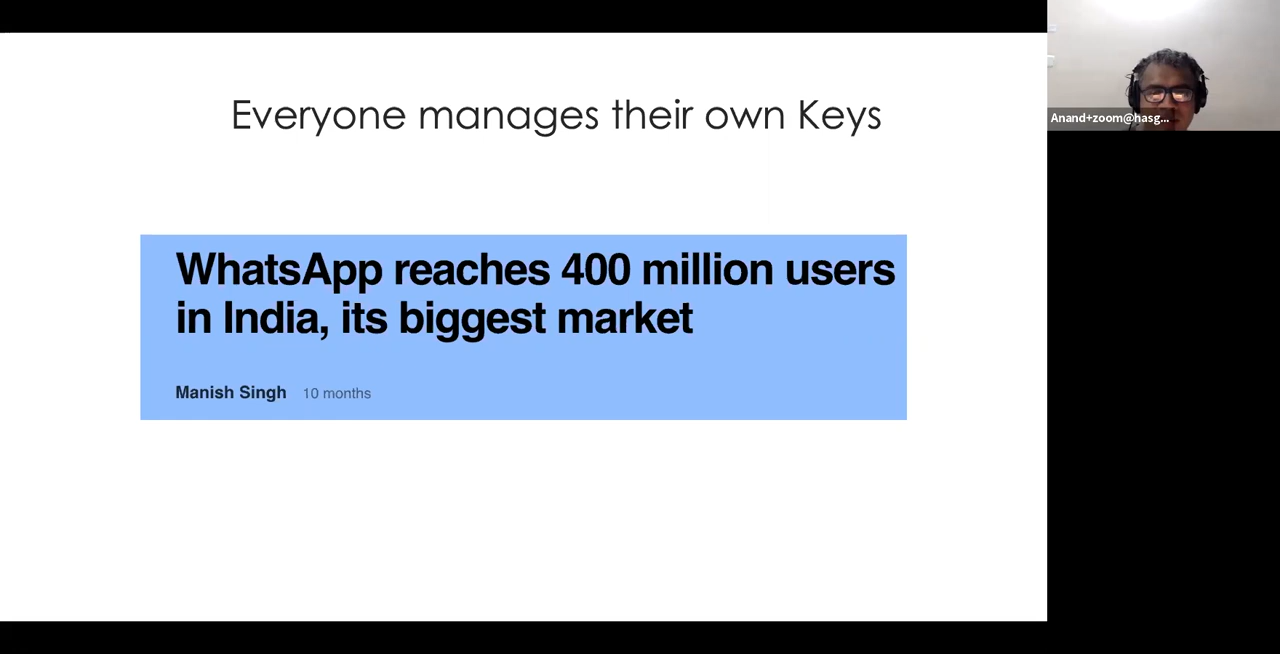 Everyone manages their own Keys
WhatsApp reaches 400 million users
in India, its biggest market
Manish Singh 10 months
Anand+zoom@hasg...